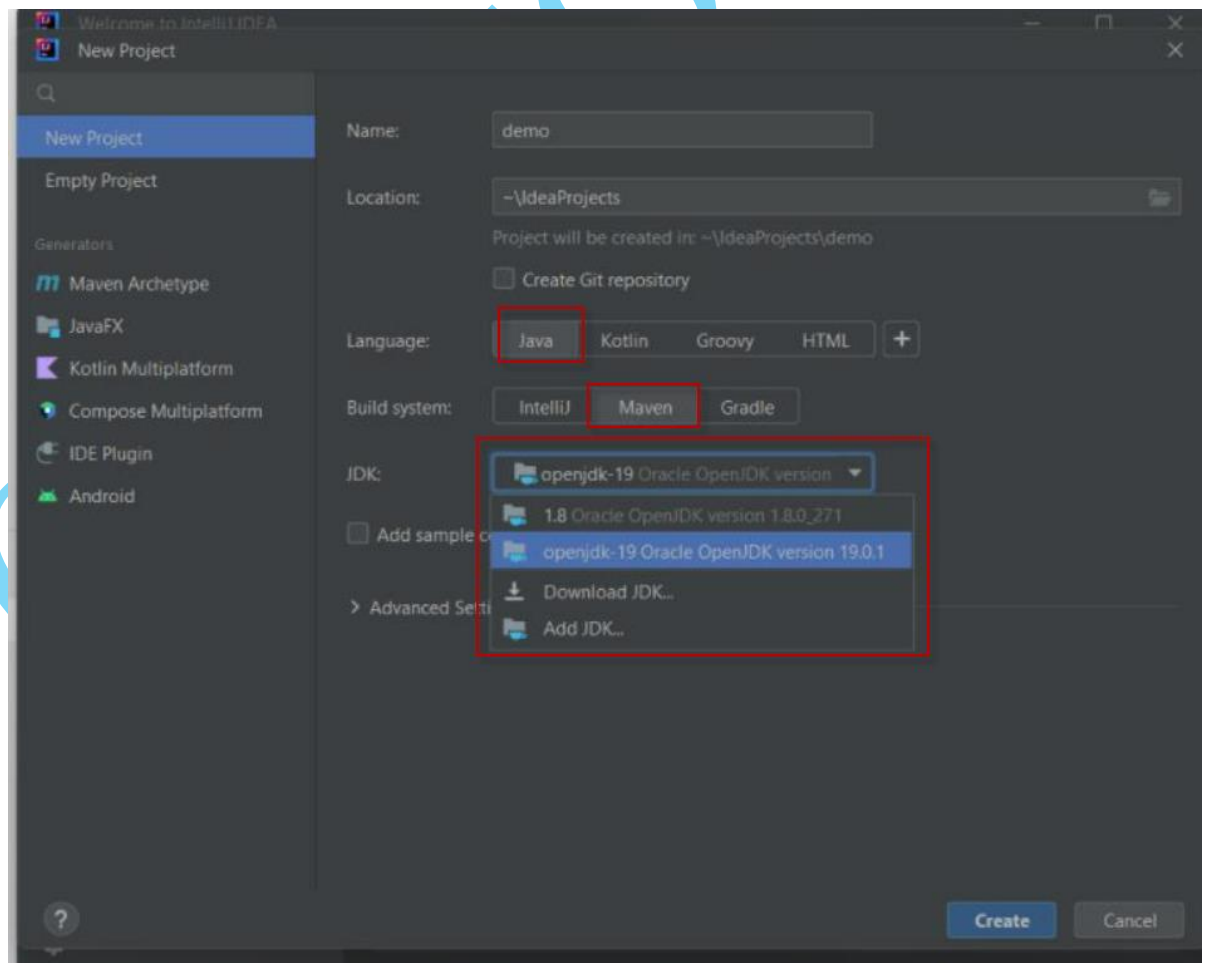 Welcome to IntelliJ IDEA
New Project
New Project
Empty Project
Generators
Maven Archetype
JavaFX
Kotlin Multiplatform
Compose Multiplatform
IDE Plugin
Android
Name: demo
Location: ~\IdeaProjects
Project will be created in: ~\IdeaProjects\demo
Create Git repository
Language: Java Kotlin Groovy HTML +
Build system: IntelliJ Maven Gradle
JDK: openjdk-19 Oracle OpenJDK version
1.8 Oracle OpenJDK version 1.8.0_271
Add sample
openjdk-19 Oracle OpenJDK version 19.0.1
Download JDK...
Advanced
Add JDK...
? Create Cancel